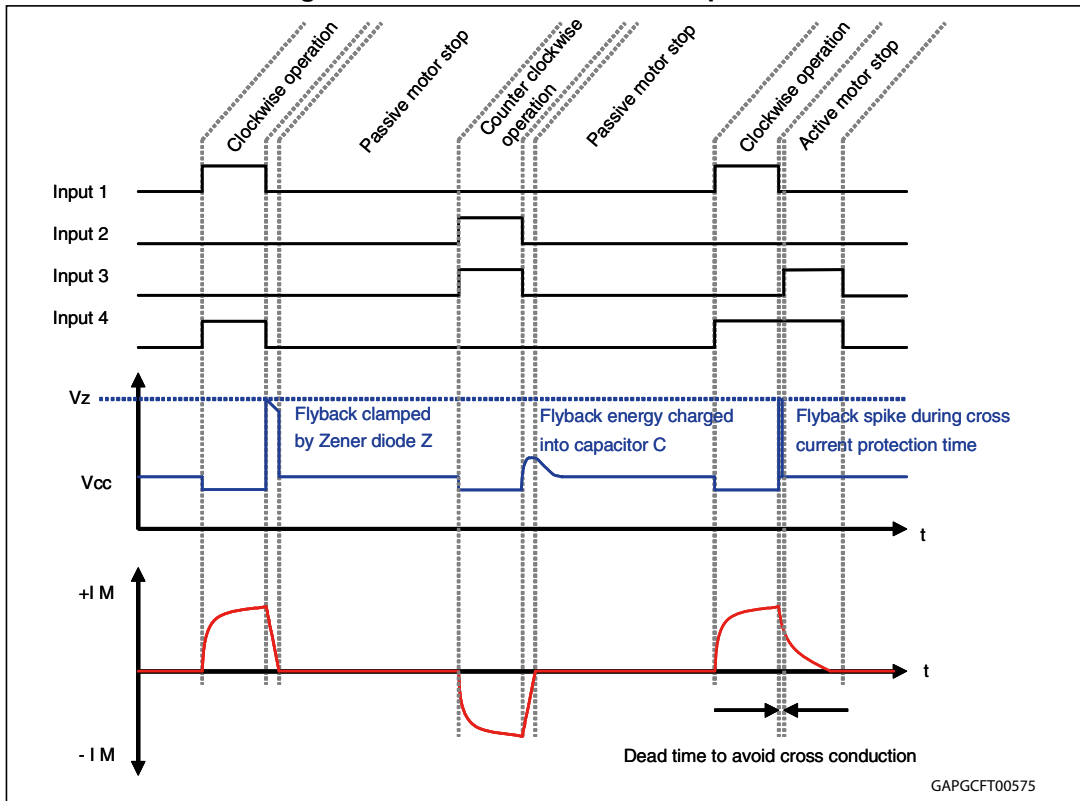 Clockwise operation
Passive motor stop
Counter clockwise
operation
Passive motor stop
Clockwise operation
Active motor stop
Input 1
Input 2
Input 3
Input 4
Vz
Flyback clamped
by Zener diode Z
Flyback energy charged
into capacitor C
Flyback spike during cross
current protection time
Vcc
t
+I M
t
- I M
Dead time to avoid cross conduction
GAPGCFT00575